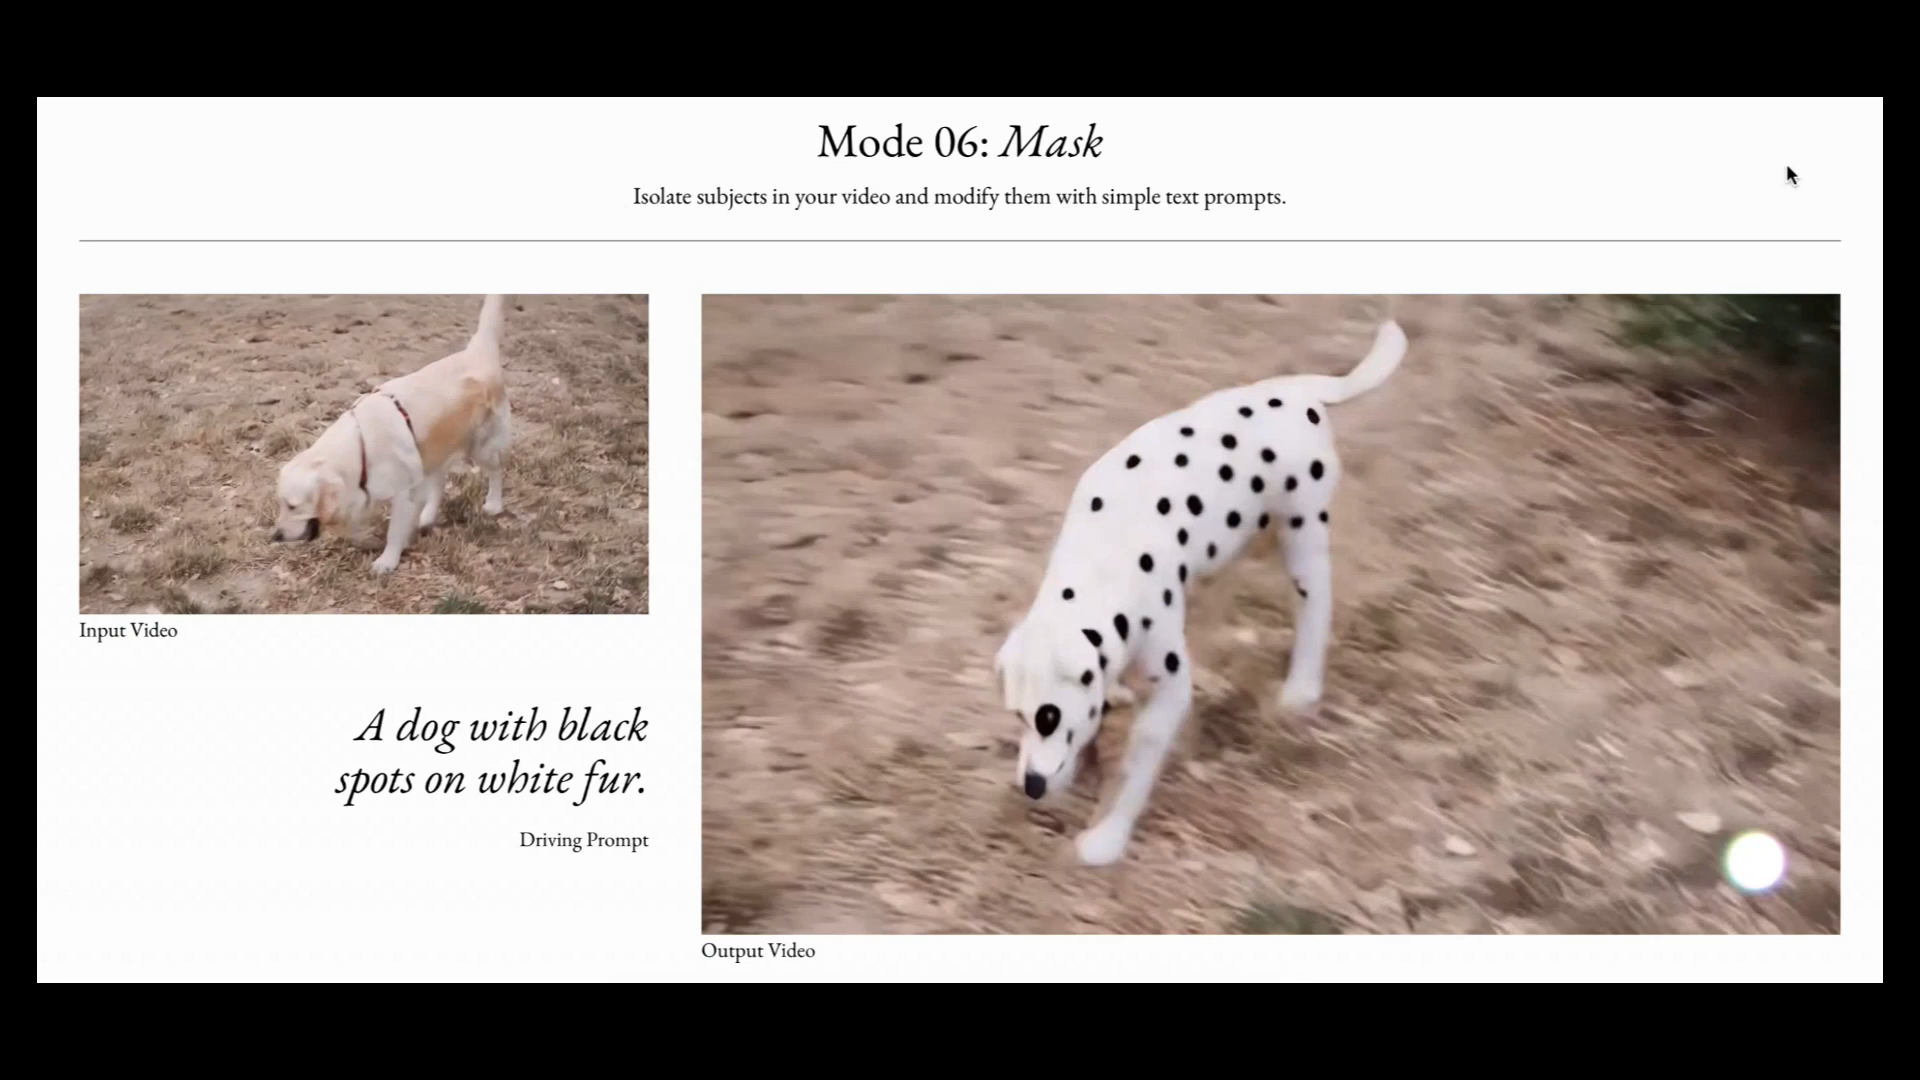 Mode 06: Mask
Isolate subjects in your video and modify them with simple text prompts.
Input Video
A dog with black
spots on white fur.
Driving Prompt
Output Video